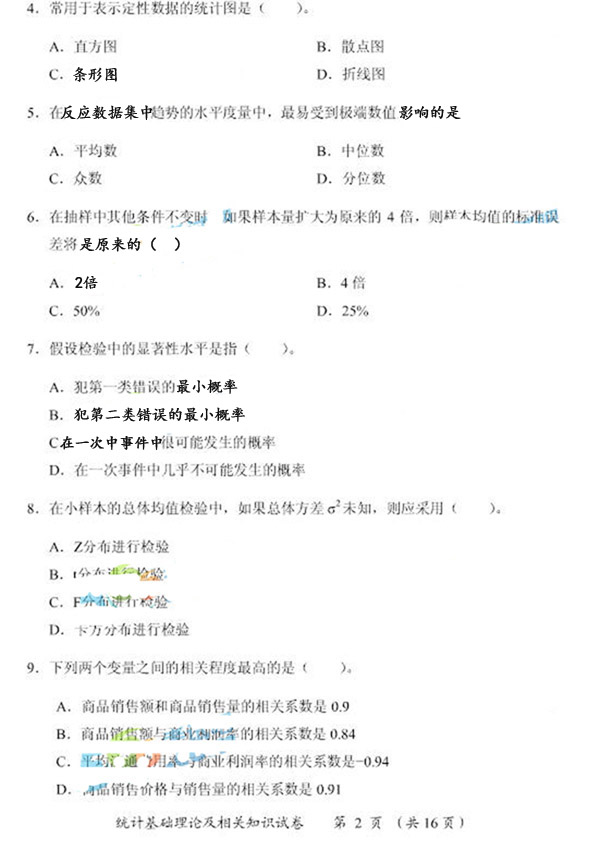 4. 常用于表示定性数据的统计图是（　　）。
A. 直方图　　B. 散点图
C. 条形图　　D. 折线图
5. 在反应数据集中趋势的水平度量中，最易受到极端数值影响的是
A. 平均数　　B. 中位数
C. 众数　　D. 分位数
6. 在抽样中其他条件不变时　如果样本量扩大为原来的 4 倍，则样本均值的标准误
差将是原来的（　）
A. 2倍　　B. 4 倍
C. 50%　　D. 25%
7. 假设检验中的显著性水平是指（　　）。
A. 犯第一类错误的最小概率
B. 犯第二类错误的最小概率
C 在一次中事件中很可能发生的概率
D. 在一次事件中几乎不可能发生的概率
8. 在小样本的总体均值检验中，如果总体方差σ²未知，则应采用（　　）。
A. Z分布进行检验
B. t分布进行检验
C. F分布进行检验
D. 卡方分布进行检验
9. 下列两个变量之间的相关程度最高的是（　　）。
A. 商品销售额和商品销售量的相关系数是 0.9
B. 商品销售额与商业利润率的相关系数是 0.84
C. 平均 通 用率与商业利润率的相关系数是-0.94
D. 商品销售价格与销售量的相关系数是 0.91
统计基础理论及相关知识试卷　第 2 页 （共16页）